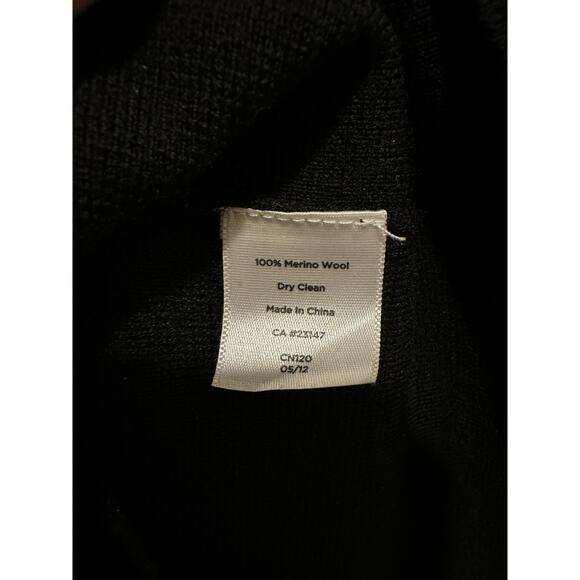 100% Merino Wool
Dry Clean
Made In China
CA #23147
CN120
05/12